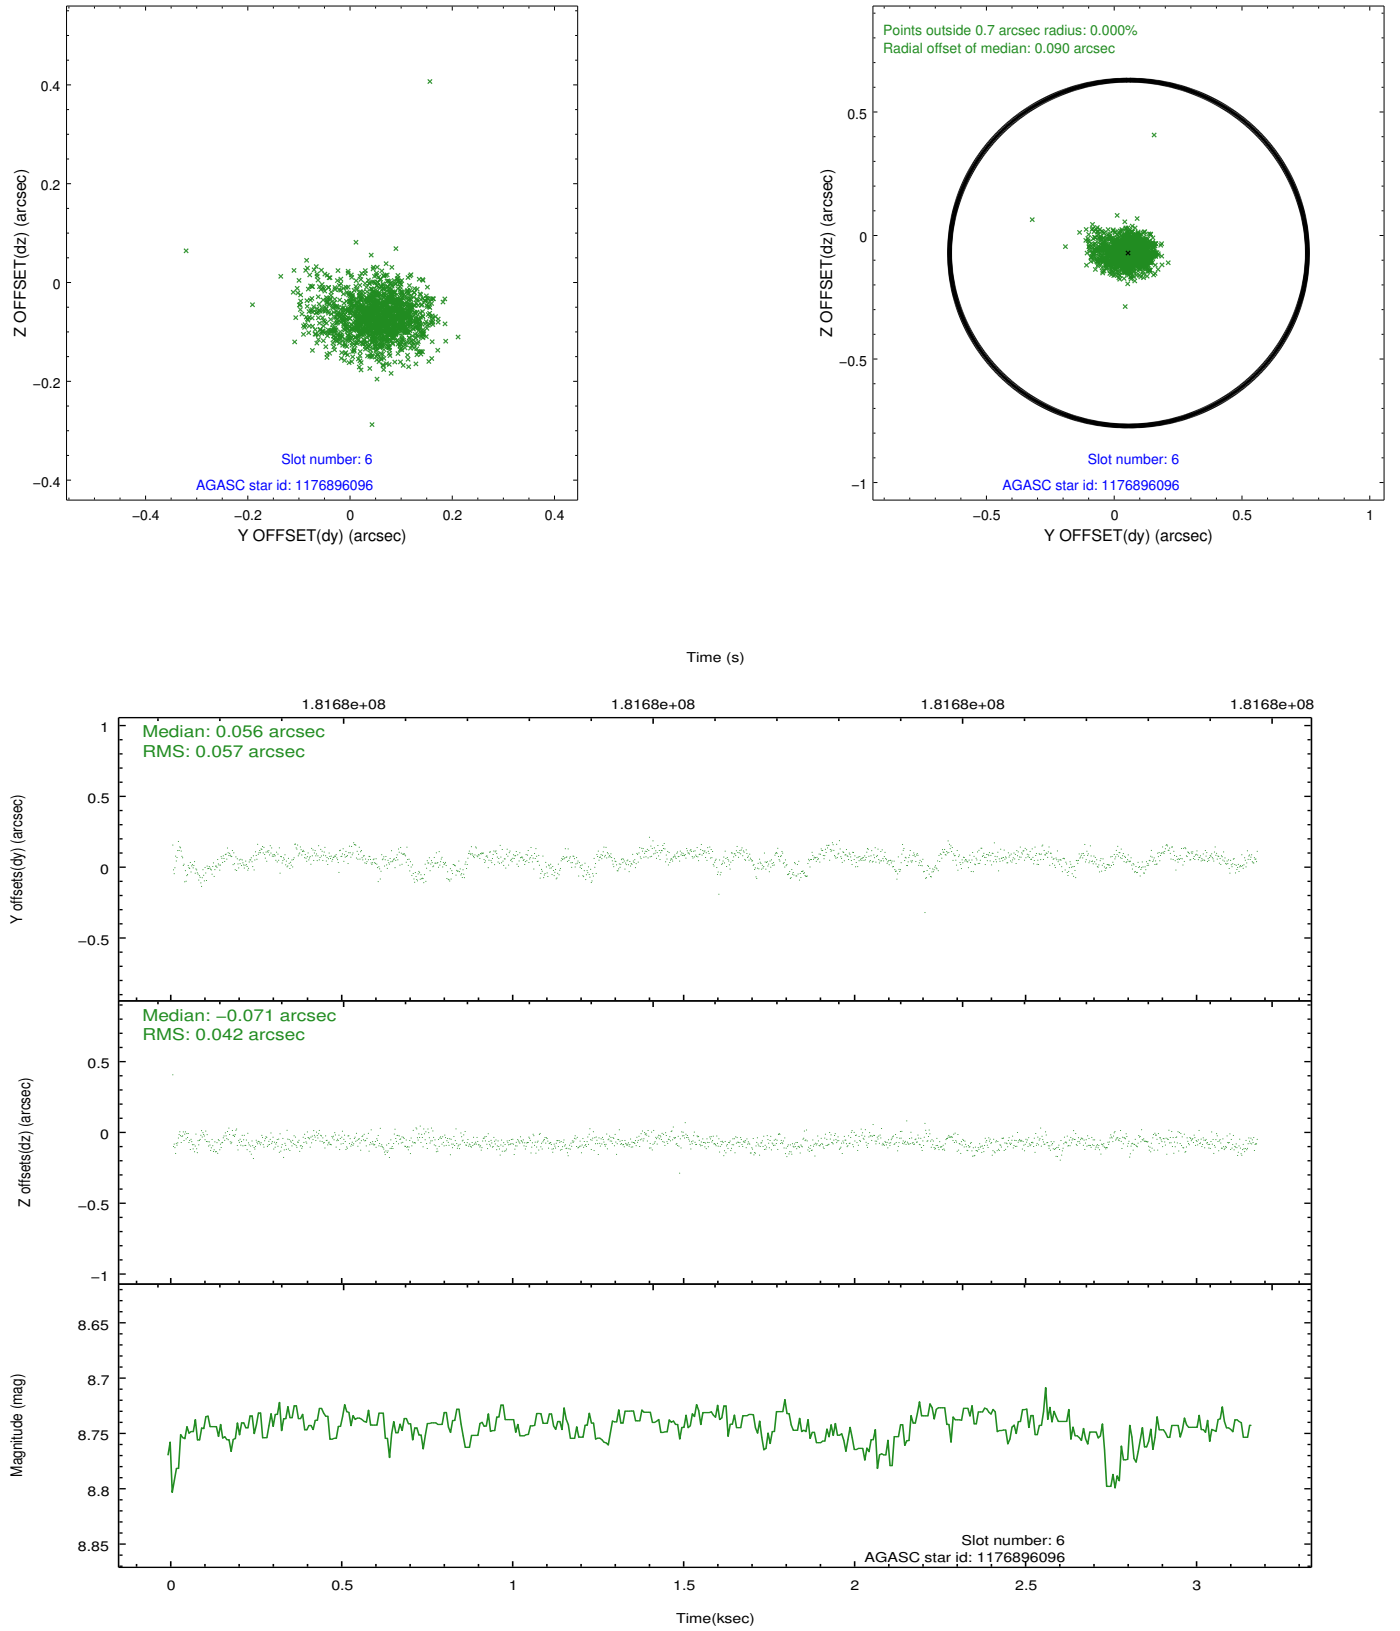 0.4
0.2
0
−0.2
−0.4
−0.4
−0.2
0
0.2
0.4
Z OFFSET(dz) (arcsec)
Y OFFSET(dy) (arcsec)
Slot number: 6
AGASC star id: 1176896096
Points outside 0.7 arcsec radius: 0.000%
Radial offset of median: 0.090 arcsec
0.5
0
−0.5
−1
−0.5
0
0.5
1
Z OFFSET(dz) (arcsec)
Y OFFSET(dy) (arcsec)
Slot number: 6
AGASC star id: 1176896096
Time (s)
1.8168e+08
1.8168e+08
1.8168e+08
1.8168e+08
Median: 0.056 arcsec
RMS: 0.057 arcsec
1
0.5
0
−0.5
Y offsets(dy) (arcsec)
Median: −0.071 arcsec
RMS: 0.042 arcsec
0.5
0
−0.5
−1
Z offsets(dz) (arcsec)
8.65
8.7
8.75
8.8
8.85
Magnitude (mag)
Slot number: 6
AGASC star id: 1176896096
0
0.5
1
1.5
2
2.5
3
Time(ksec)